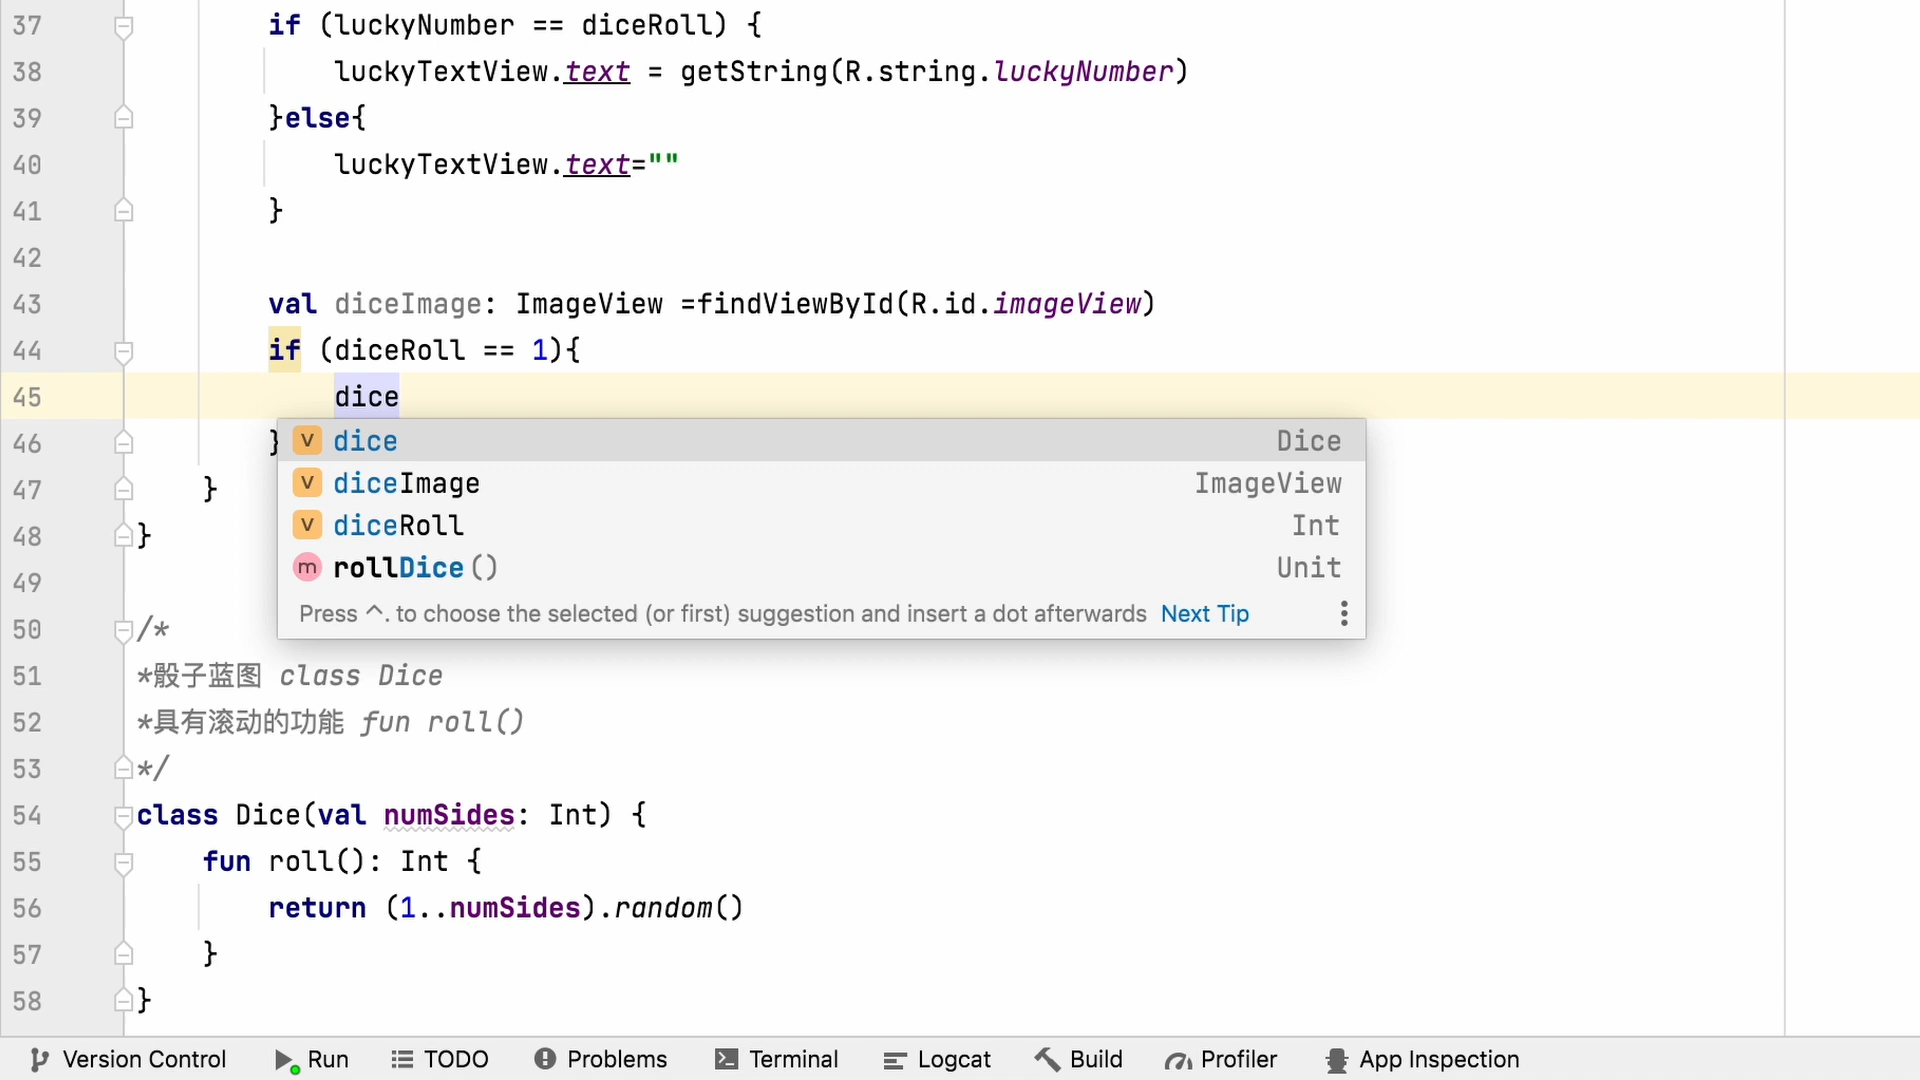 37 if (luckyNumber == diceRoll) {
38 luckyTextView.text = getString(R.string.luckyNumber)
39 }else{
40 luckyTextView.text=""
41 }
42
43 val diceImage: ImageView =findViewById(R.id.imageView)
44 if (diceRoll == 1){
45 dice
46 }
v dice Dice
v diceImage ImageView
v diceRoll Int
m rollDice() Unit
Press ^. to choose the selected (or first) suggestion and insert a dot afterwards Next Tip
47 }
48 }
49
50 /*
51 *骰子蓝图 class Dice
52 *具有滚动的功能 fun roll()
53 */
54 class Dice(val numSides: Int) {
55 fun roll(): Int {
56 return (1..numSides).random()
57 }
58 }
Version Control Run TODO Problems Terminal Logcat Build Profiler App Inspection